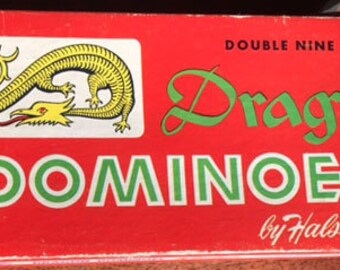 DOUBLE NINE
Drag
DOMINOE
by Hals